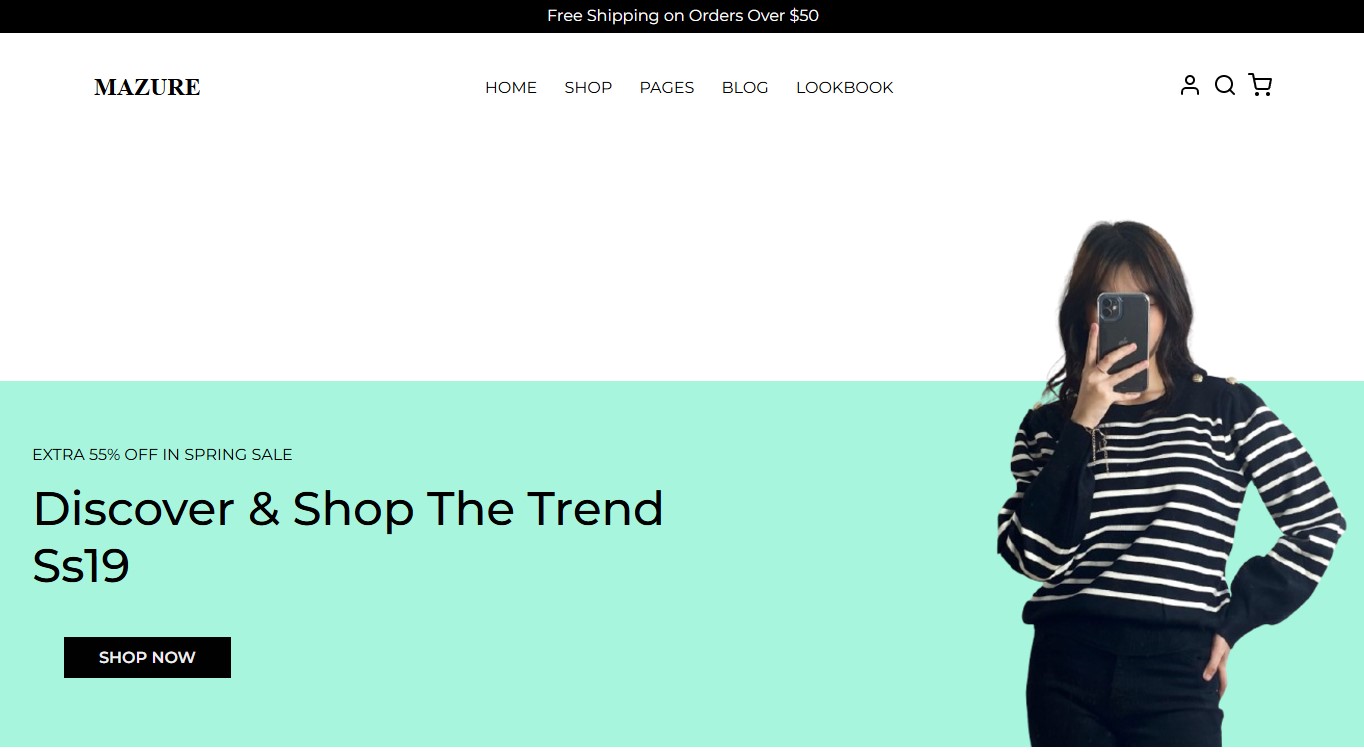 Free Shipping on Orders Over $50
MAZURE
HOME SHOP PAGES BLOG LOOKBOOK
EXTRA 55% OFF IN SPRING SALE
Discover & Shop The Trend
Ss19
SHOP NOW